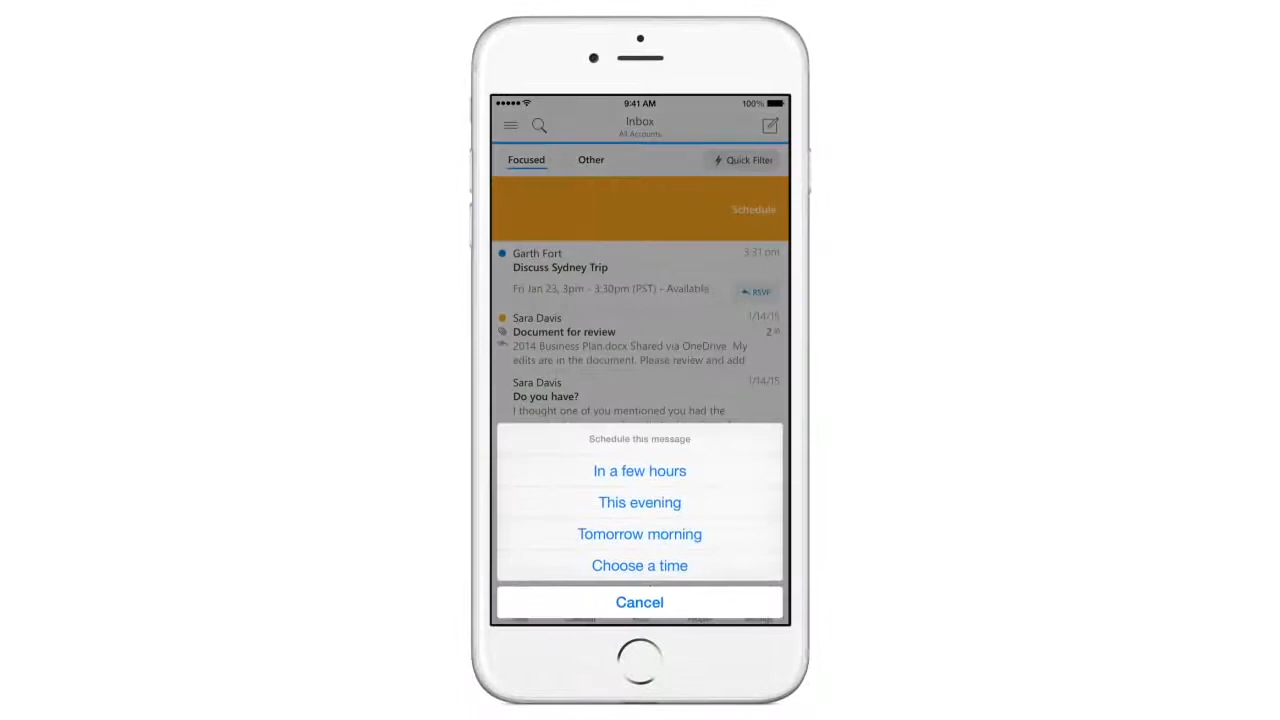 9:41 AM
100%
Inbox
All Accounts
Focused
Other
Quick Filter
Schedule
Garth Fort
3:31 pm
Discuss Sydney Trip
Fri Jan 23, 3pm - 3:30pm (PST) - Available
RSVP
Sara Davis
1/14/15
Document for review
2
2014 Business Plan.docx Shared via OneDrive My
edits are in the document. Please review and add
Sara Davis
1/14/15
Do you have?
I thought one of you mentioned you had the
Schedule this message
In a few hours
This evening
Tomorrow morning
Choose a time
Cancel